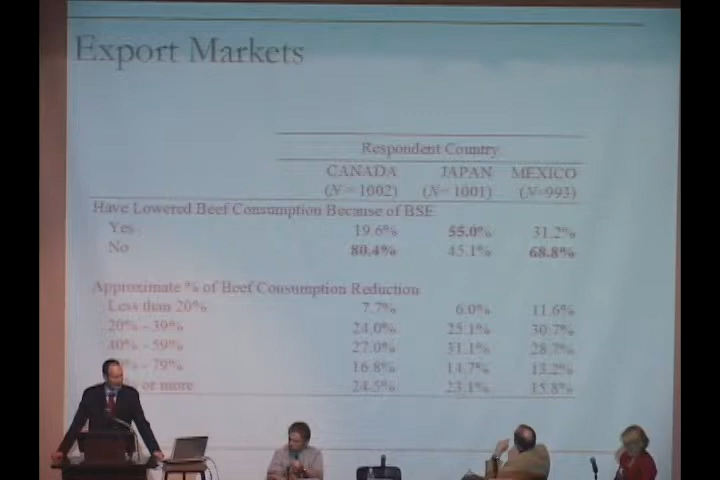 Export Markets
Respondent Country
CANADA JAPAN MEXICO
(N = 1002) (N= 1001) (N=993)
Have Lowered Beef Consumption Because of BSE
Yes 19.6% 55.0% 31.2%
No 80.4% 45.1% 68.8%
Approximate % of Beef Consumption Reduction
Less than 20% 7.7% 6.0% 11.6%
20% - 39% 24.0% 25.1% 30.7%
40% - 59% 27.0% 31.1% 28.7%
- 79% 16.8% 14.7% 13.2%
or more 24.5% 23.1% 15.8%